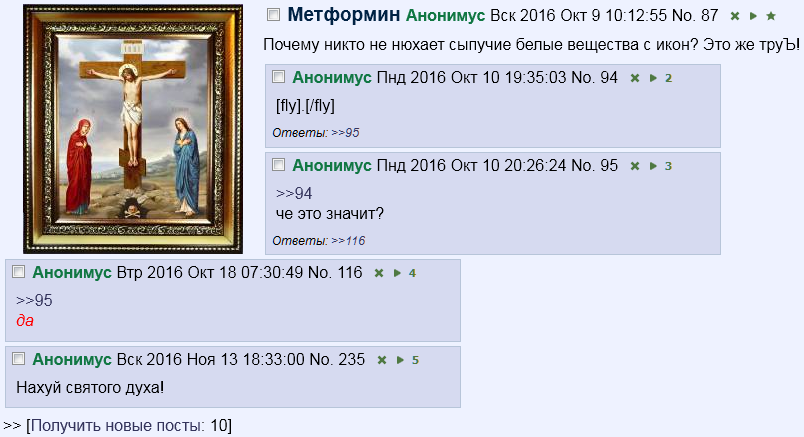 Метформин Анонимус Вск 2016 Окт 9 10:12:55 No. 87
Почему никто не нюхает сыпучие белые вещества с икон? Это же труЪ!
Анонимус Пнд 2016 Окт 10 19:35:03 No. 94 2
[fly].[/fly]
Ответы: >>95
Анонимус Пнд 2016 Окт 10 20:26:24 No. 95 3
>>94
че это значит?
Ответы: >>116
Анонимус Втр 2016 Окт 18 07:30:49 No. 116 4
>>95
да
Анонимус Вск 2016 Ноя 13 18:33:00 No. 235 5
Нахуй святого духа!
>> [Получить новые посты: 10]